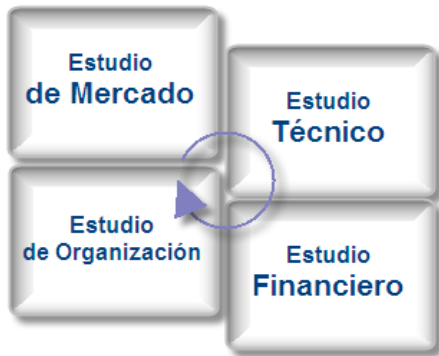 Estudio
de Mercado
Estudio
Técnico
Estudio
de Organización
Estudio
Financiero